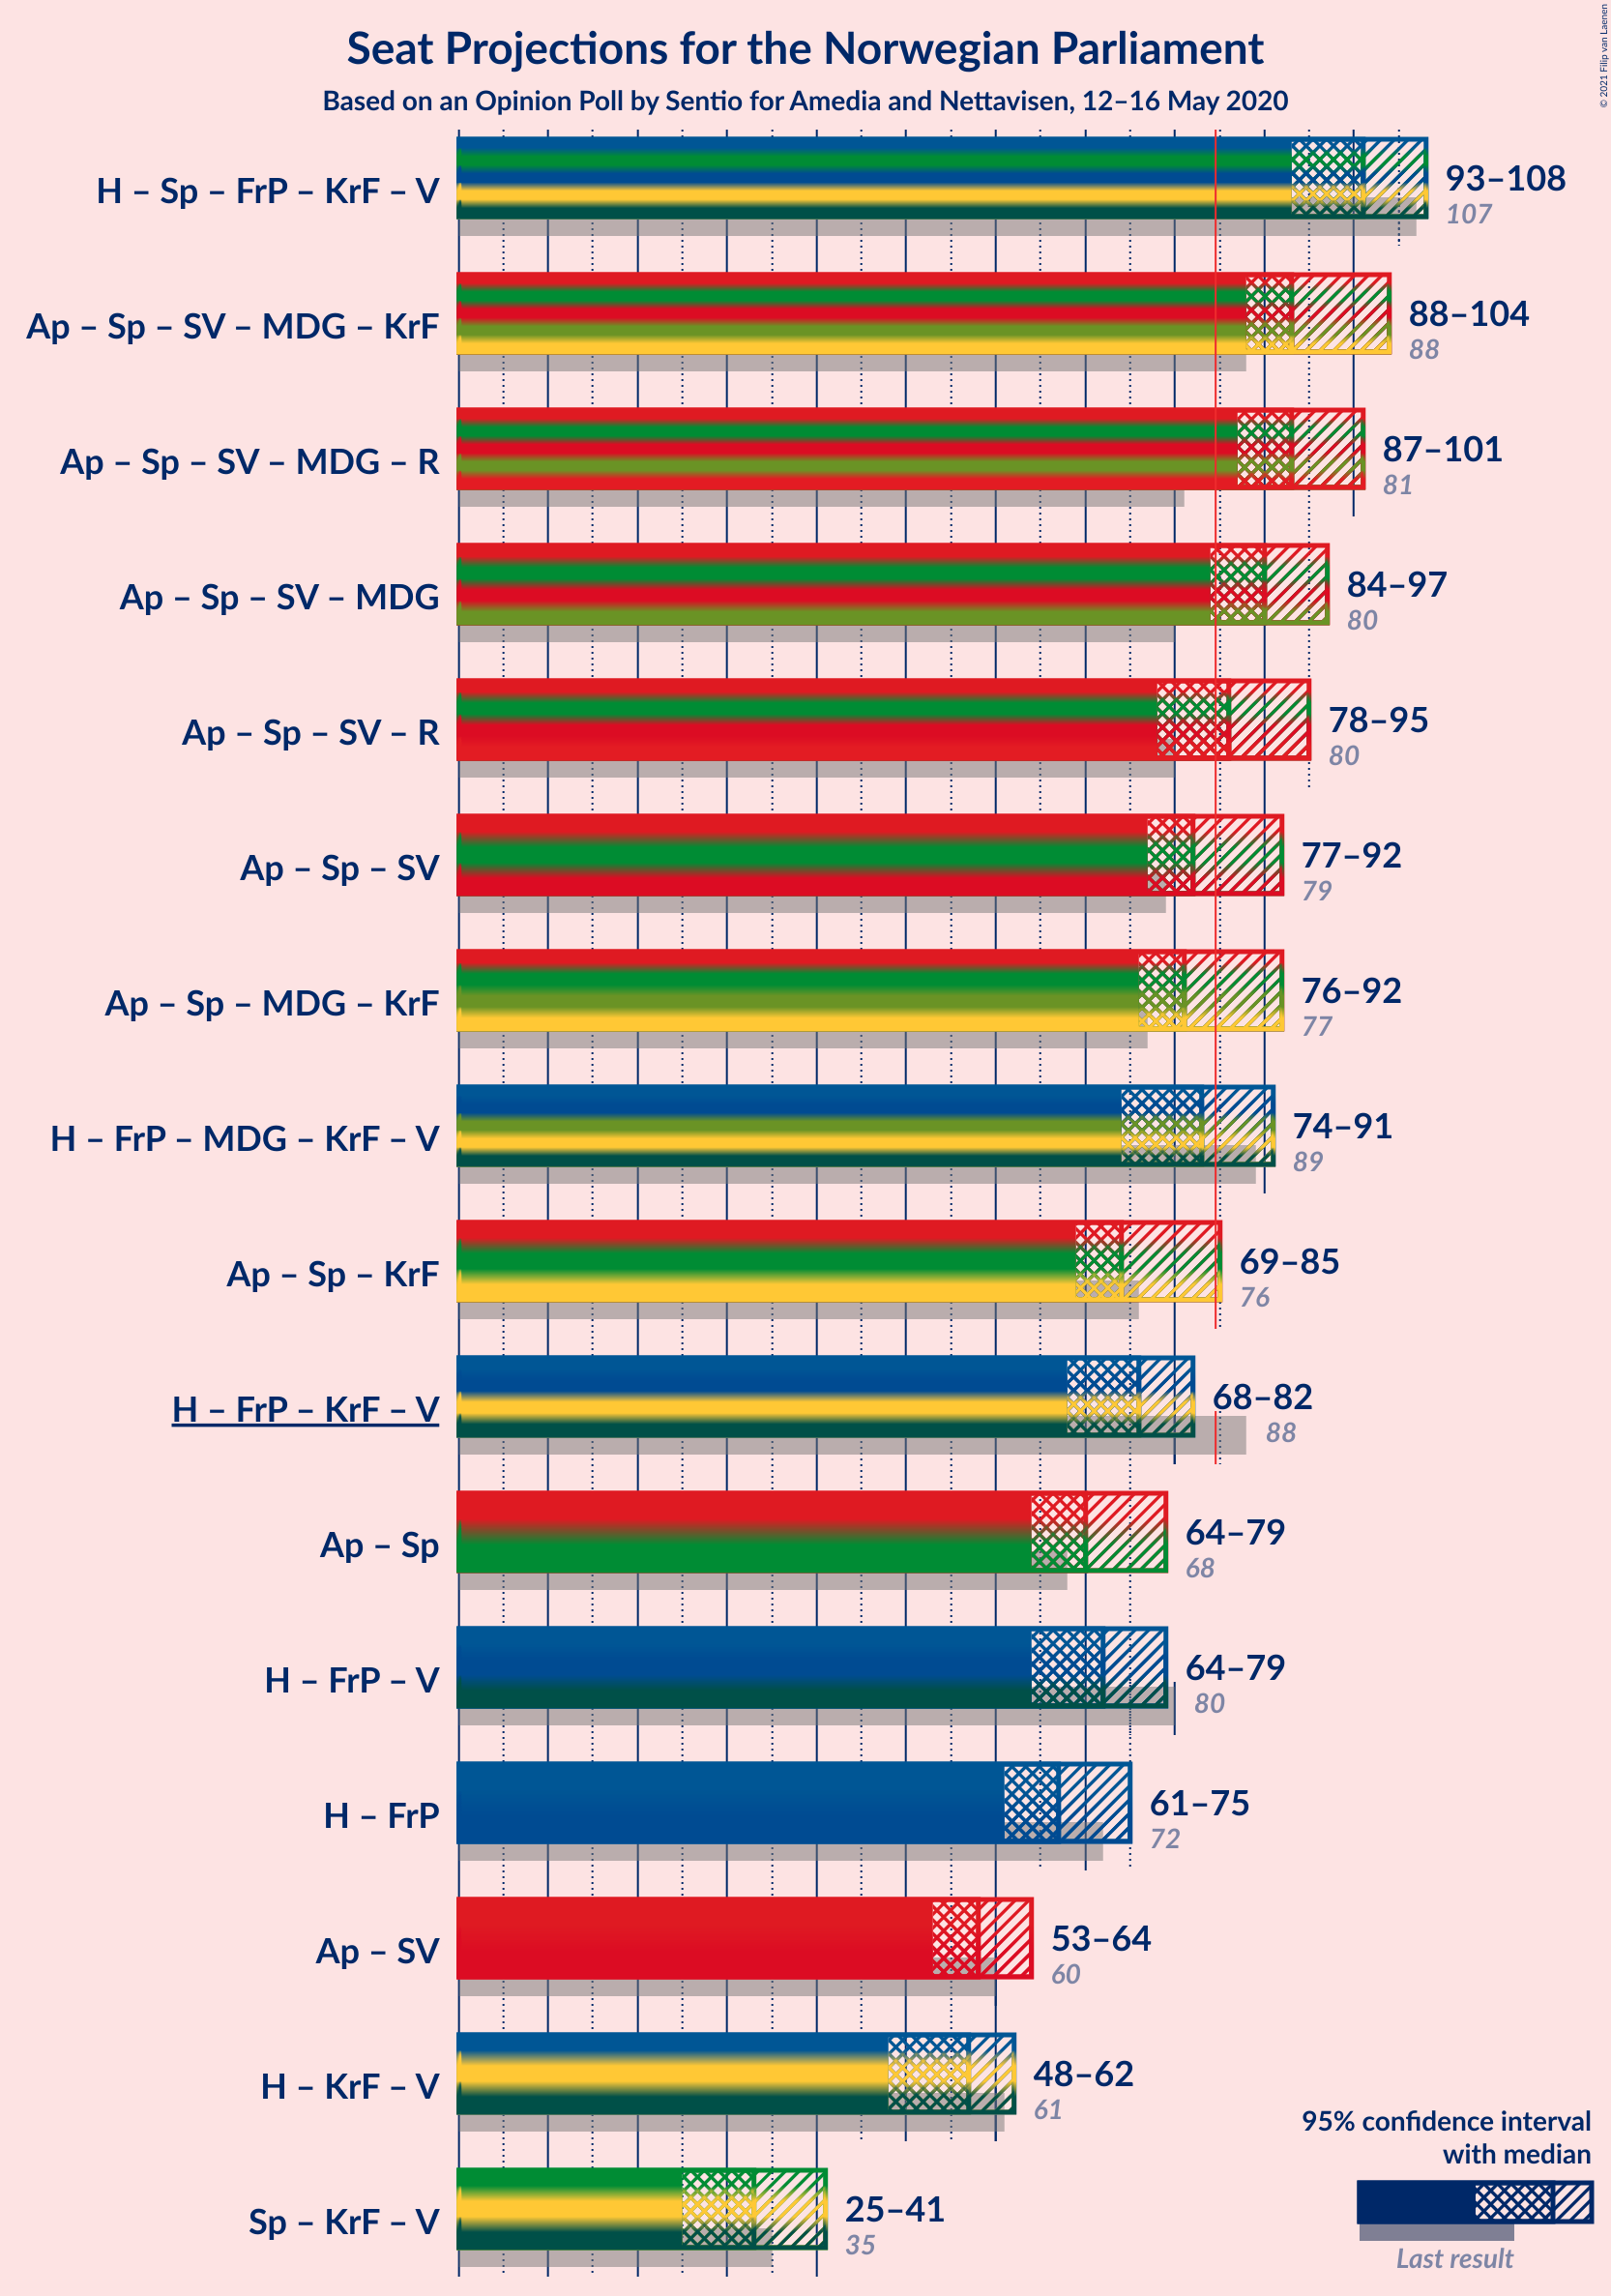 Seat Projections for the Norwegian Parliament
Based on an Opinion Poll by Sentio for Amedia and Nettavisen, 12–16 May 2020
© 2021 Filip van Laenen
H – Sp – FrP – KrF – V
93–108
107
Ap – Sp – SV – MDG – KrF
88–104
88
Ap – Sp – SV – MDG – R
87–101
81
Ap – Sp – SV – MDG
84–97
80
Ap – Sp – SV – R
78–95
80
Ap – Sp – SV
77–92
79
Ap – Sp – MDG – KrF
76–92
77
H – FrP – MDG – KrF – V
74–91
89
Ap – Sp – KrF
69–85
76
H – FrP – KrF – V
68–82
88
Ap – Sp
64–79
68
H – FrP – V
64–79
80
H – FrP
61–75
72
Ap – SV
53–64
60
H – KrF – V
48–62
61
Sp – KrF – V
25–41
35
95% confidence interval
with median
Last result